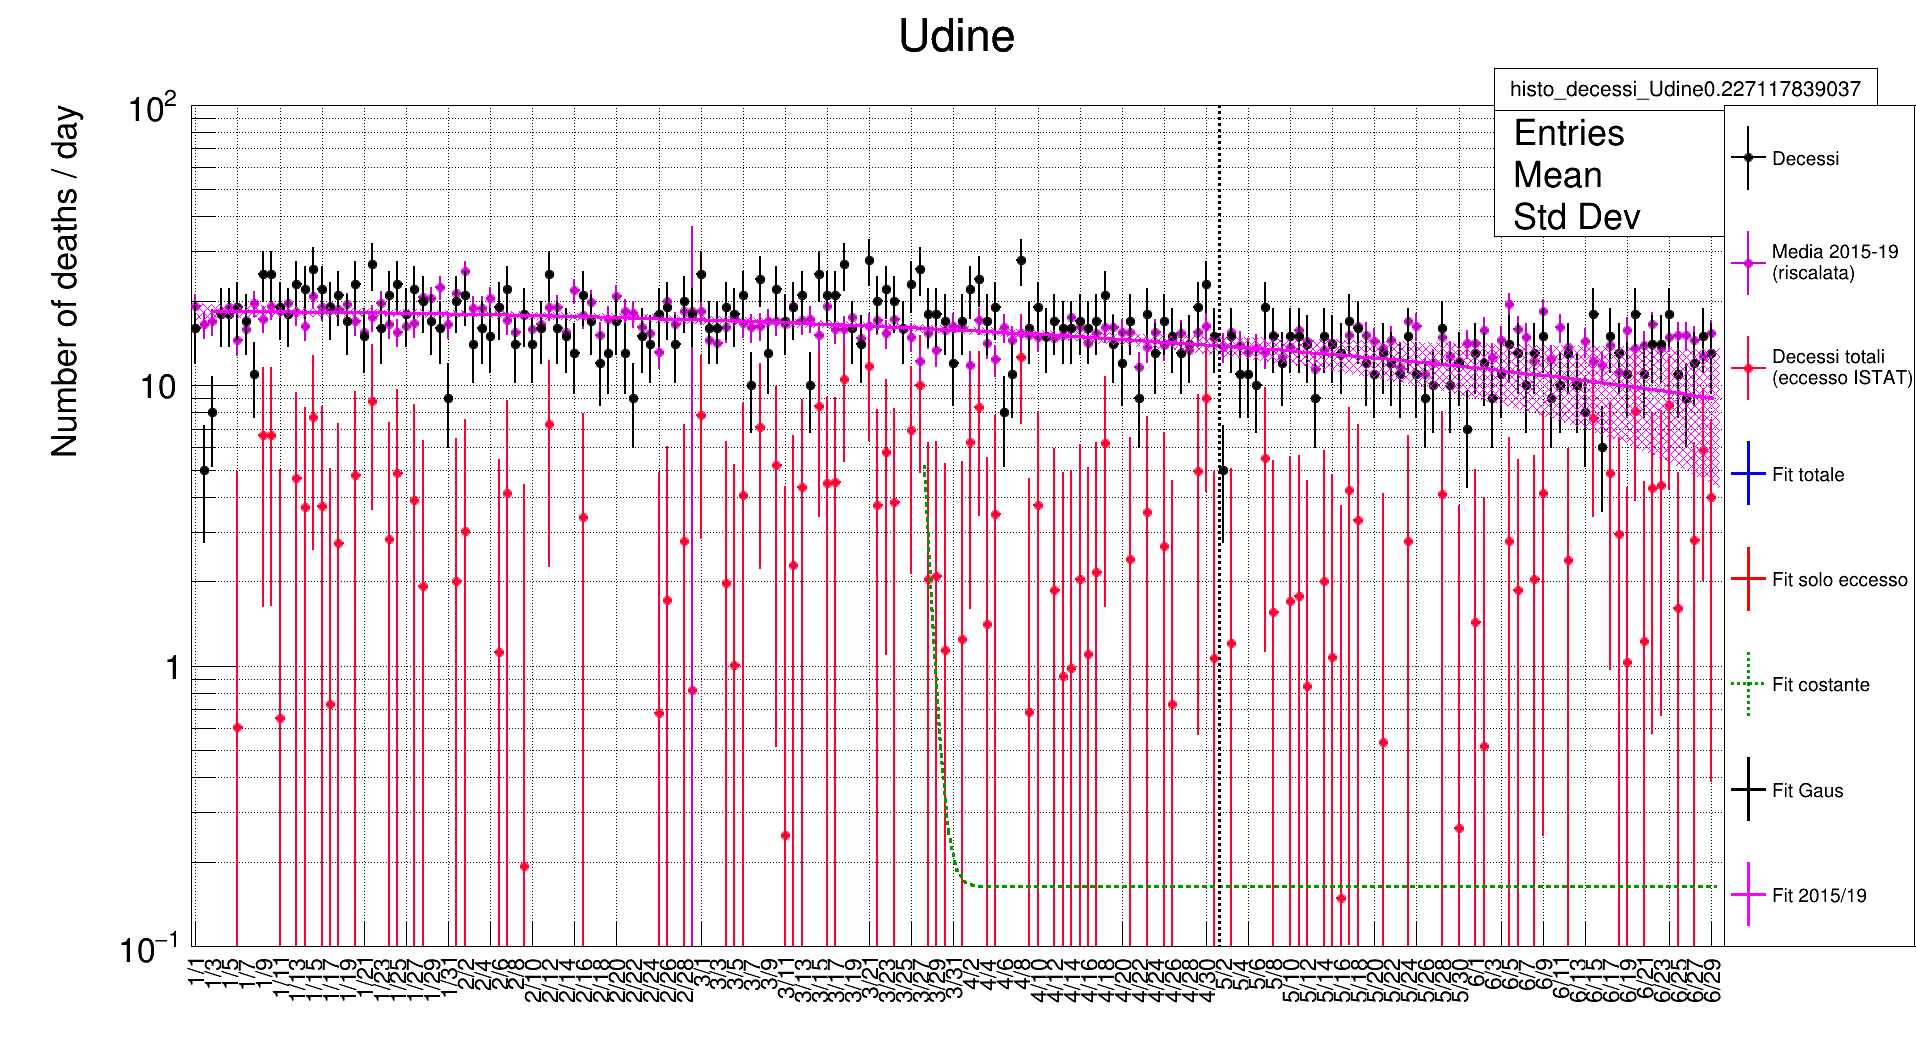 Udine
histo_decessi_Udine0.227117839037
Entries
Mean
Std Dev
Number of deaths / day
10²
10
1
10⁻¹
Decessi
Media 2015-19
(riscalata)
Decessi totali
(eccesso ISTAT)
Fit totale
Fit solo eccesso
Fit costante
Fit Gaus
Fit 2015/19
1/1 1/3 1/5 1/7 1/9 1/11 1/13 1/15 1/17 1/19 1/21 1/23 1/25 1/27 1/29 1/31 2/2 2/4 2/6 2/8 2/10 2/12 2/14 2/16 2/18 2/20 2/22 2/24 2/26 2/28 3/1 3/3 3/5 3/7 3/9 3/11 3/13 3/15 3/17 3/19 3/21 3/23 3/25 3/27 3/29 3/31 4/2 4/4 4/6 4/8 4/10 4/12 4/14 4/16 4/18 4/20 4/22 4/24 4/26 4/28 4/30 5/2 5/4 5/6 5/8 5/10 5/12 5/14 5/16 5/18 5/20 5/22 5/24 5/26 5/28 5/30 6/1 6/3 6/5 6/7 6/9 6/11 6/13 6/15 6/17 6/19 6/21 6/23 6/25 6/27 6/29